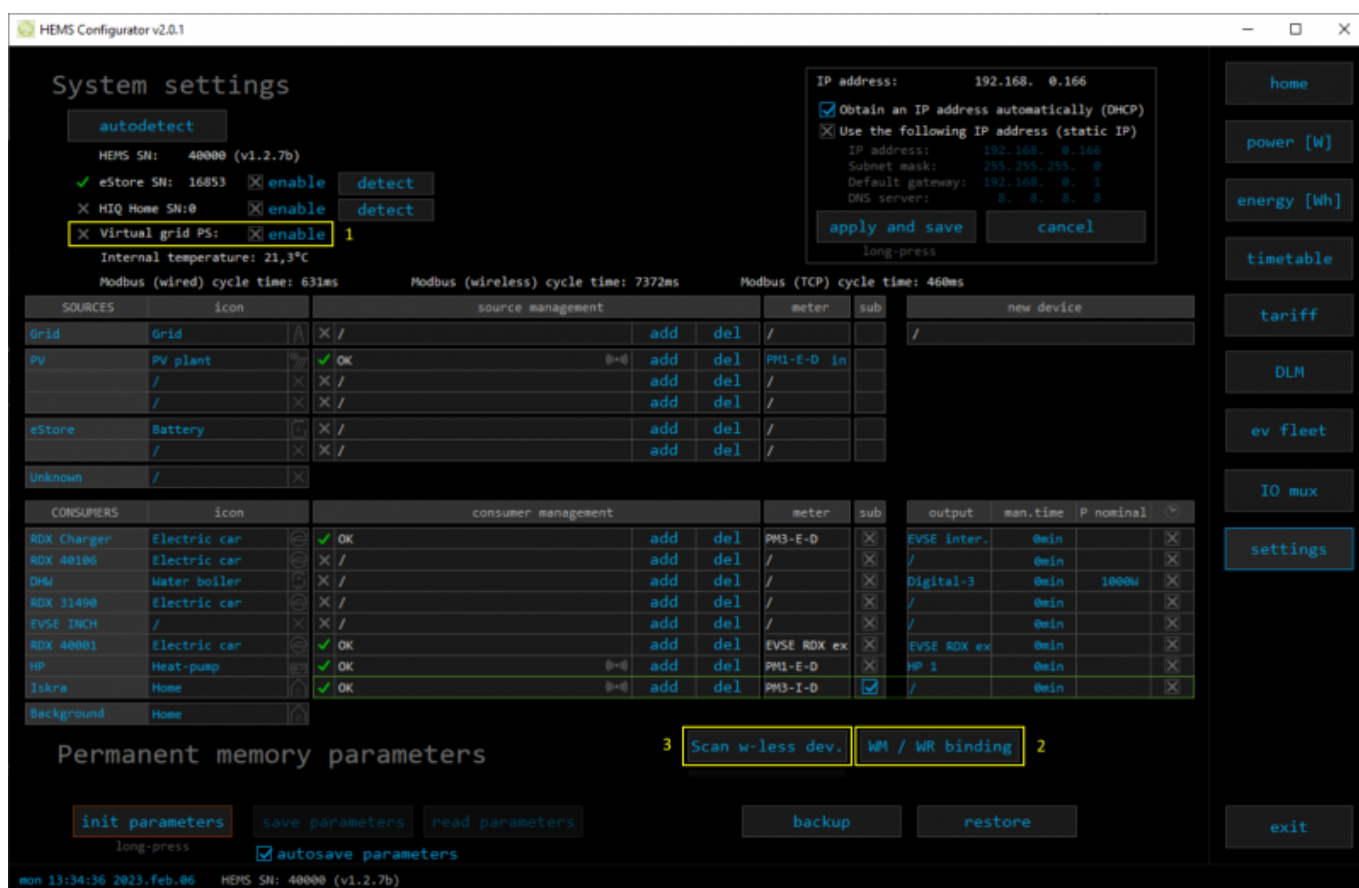 HEMS Configurator v2.0.1
System settings
autodetect
HEMS SN: 40000 (v1.2.7b)
eStore SN: 16853 enable detect
HIQ Home SN:0 enable detect
Virtual grid PS: enable 1
Internal temperature: 21,3°C
Modbus (wired) cycle time: 631ms Modbus (wireless) cycle time: 7372ms Modbus (TCP) cycle time: 460ms
IP address: 192.168. 0.166
Obtain an IP address automatically (DHCP)
Use the following IP address (static IP)
IP address: 192.168. 0.166
Subnet mask: 255.255.255. 0
Default gateway: 192.168. 0. 1
DNS server: 8. 8. 8. 8
apply and save cancel
long-press
SOURCES icon source management meter sub new device
Grid Grid / add del / /
PV PV plant OK add del PM1-E-D in
/ / add del /
/ / add del /
eStore Battery / add del /
/ / add del /
Unknown /
CONSUMERS icon consumer management meter sub output man.time P nominal
RDX Charger Electric car OK add del PM3-E-D EVSE inter. 0min
RDX 40106 Electric car / add del / / 0min
DHW Water boiler / add del / Digital-3 0min 1000W
RDX 31490 Electric car / add del / / 0min
EVSE INCH / / add del / / 0min
RDX 40001 Electric car OK add del EVSE RDX ex EVSE RDX ex 0min
HP Heat-pump OK add del PM1-E-D HP 1 0min
Iskra Home OK add del PM3-I-D / 0min
Background Home
Permanent memory parameters
3 Scan w-less dev. WM / WR binding 2
init parameters save parameters read parameters backup restore
long-press
autosave parameters
mon 13:34:36 2023.feb.06 HEMS SN: 40000 (v1.2.7b)
home
power [W]
energy [Wh]
timetable
tariff
DLM
ev fleet
IO mux
settings
exit